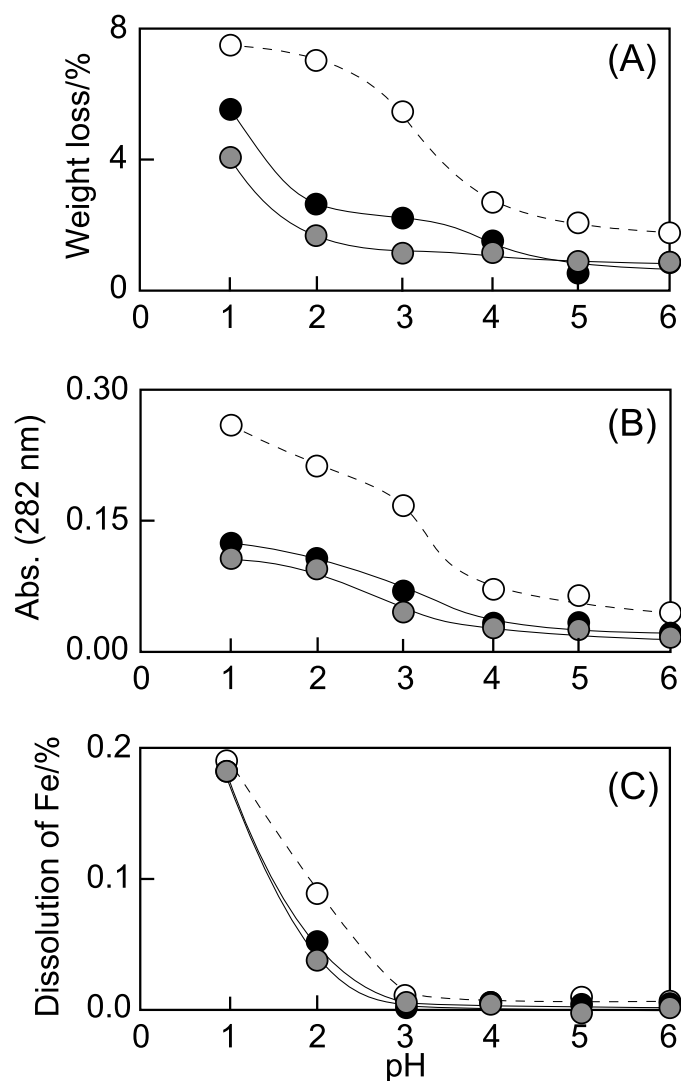 8
(A)
Weight loss/%
4
0
0 1 2 3 4 5 6
0.30
(B)
Abs. (282 nm)
0.15
0.00
0 1 2 3 4 5 6
0.2
(C)
Dissolution of Fe/%
0.1
0.0
0 1 2 3 4 5 6
pH